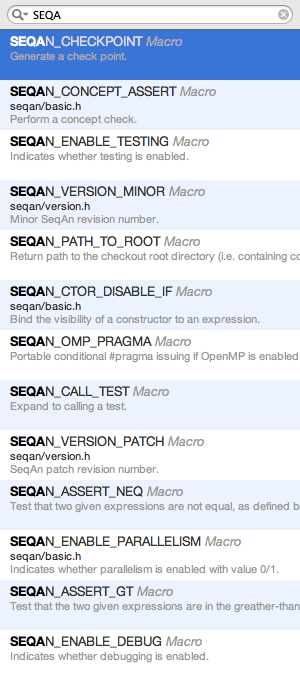 SEQA
SEQAN_CHECKPOINT Macro
Generate a check point.
SEQAN_CONCEPT_ASSERT Macro
seqan/basic.h
Perform a concept check.
SEQAN_ENABLE_TESTING Macro
Indicates whether testing is enabled.
SEQAN_VERSION_MINOR Macro
seqan/version.h
Minor SeqAn revision number.
SEQAN_PATH_TO_ROOT Macro
Return path to the checkout root directory (i.e. containing co
SEQAN_CTOR_DISABLE_IF Macro
seqan/basic.h
Bind the visibility of a constructor to an expression.
SEQAN_OMP_PRAGMA Macro
Portable conditional #pragma issuing if OpenMP is enabled
SEQAN_CALL_TEST Macro
Expand to calling a test.
SEQAN_VERSION_PATCH Macro
seqan/version.h
SeqAn patch revision number.
SEQAN_ASSERT_NEQ Macro
Test that two given expressions are not equal, as defined b
SEQAN_ENABLE_PARALLELISM Macro
seqan/basic.h
Indicates whether parallelism is enabled with value 0/1.
SEQAN_ASSERT_GT Macro
Test that the two given expressions are in the greather-than
SEQAN_ENABLE_DEBUG Macro
Indicates whether debugging is enabled.